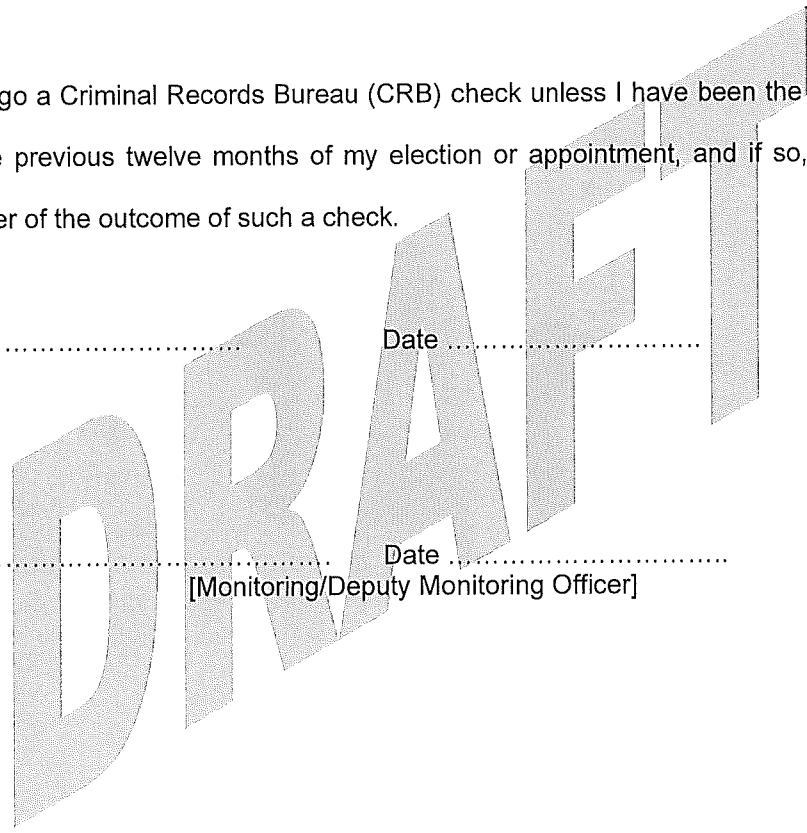 go a Criminal Records Bureau (CRB) check unless I have been the
previous twelve months of my election or appointment, and if so,
er of the outcome of such a check.
.................................. Date ....................................
............................................... Date .......................................
[Monitoring/Deputy Monitoring Officer]
DRAFT